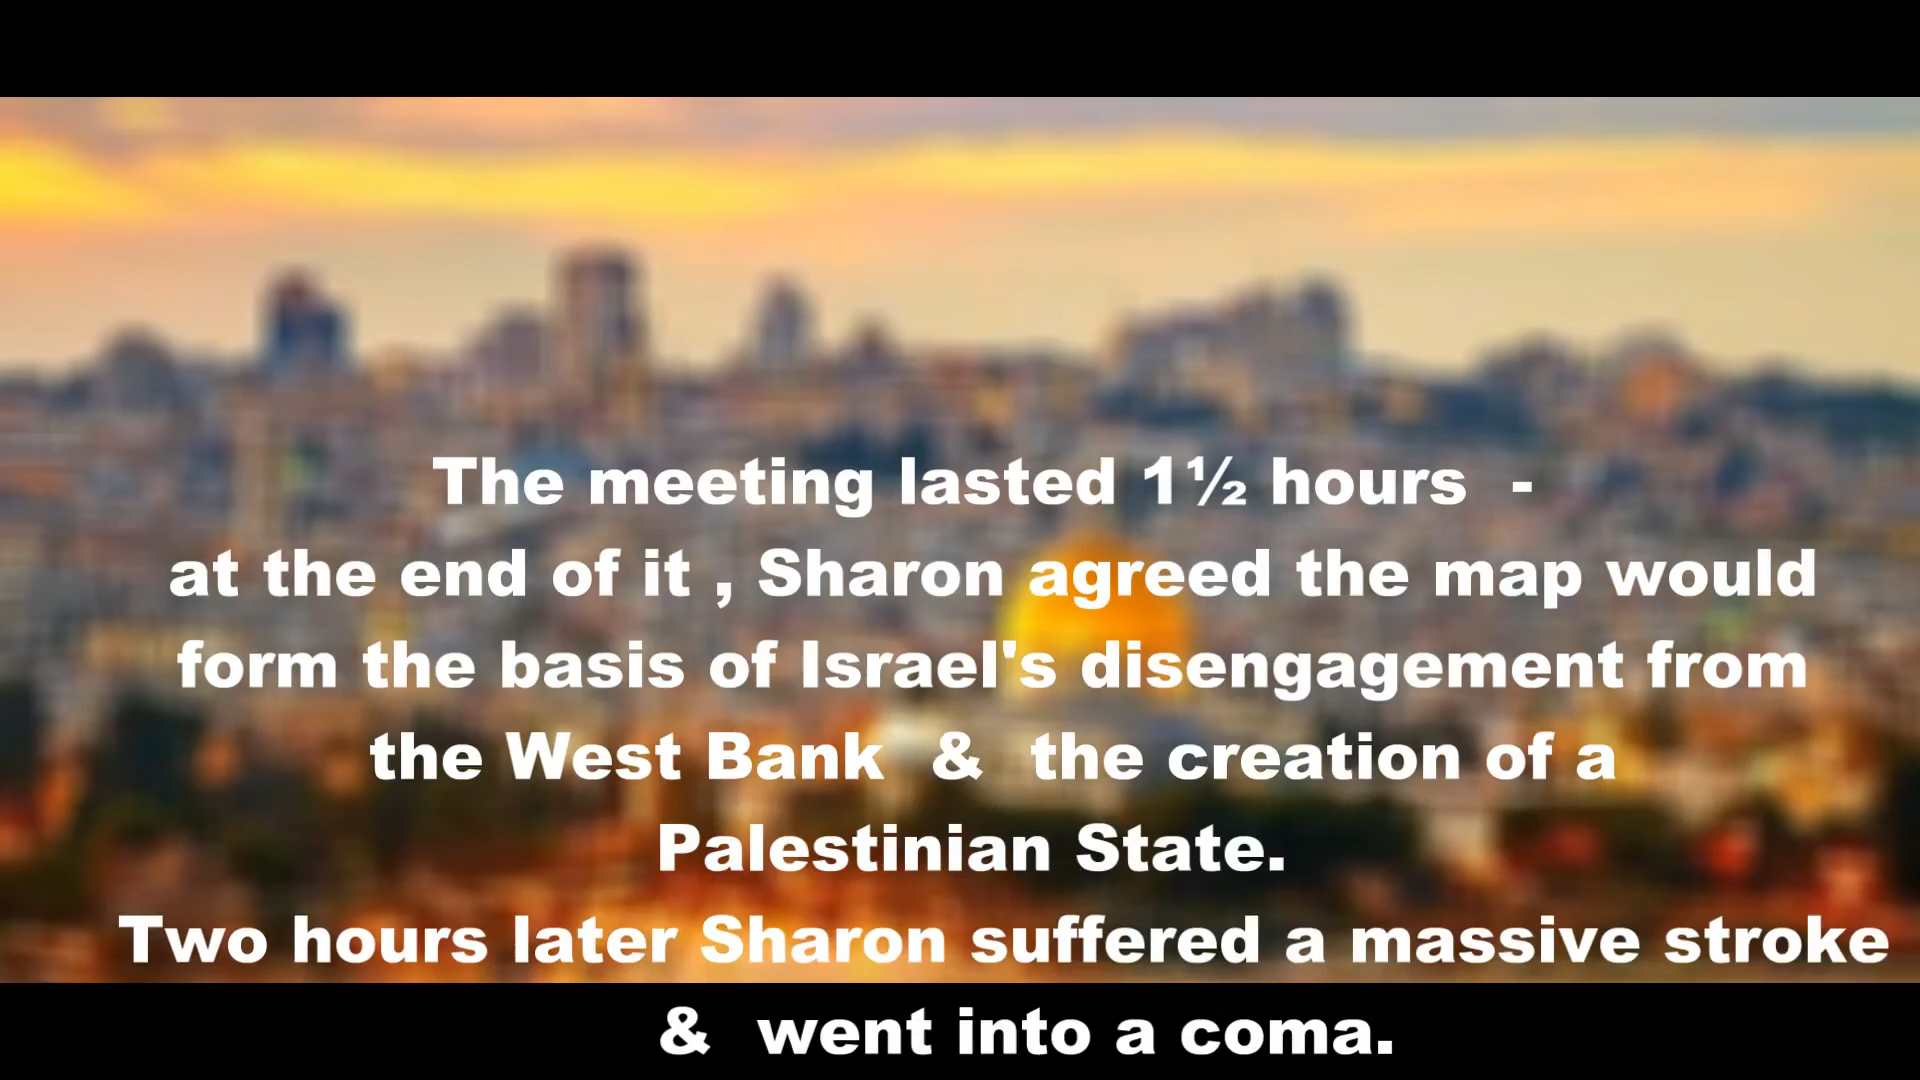 The meeting lasted 1½ hours  -
at the end of it , Sharon agreed the map would
form the basis of Israel's disengagement from
the West Bank  &  the creation of a
Palestinian State.
Two hours later Sharon suffered a massive stroke
&  went into a coma.